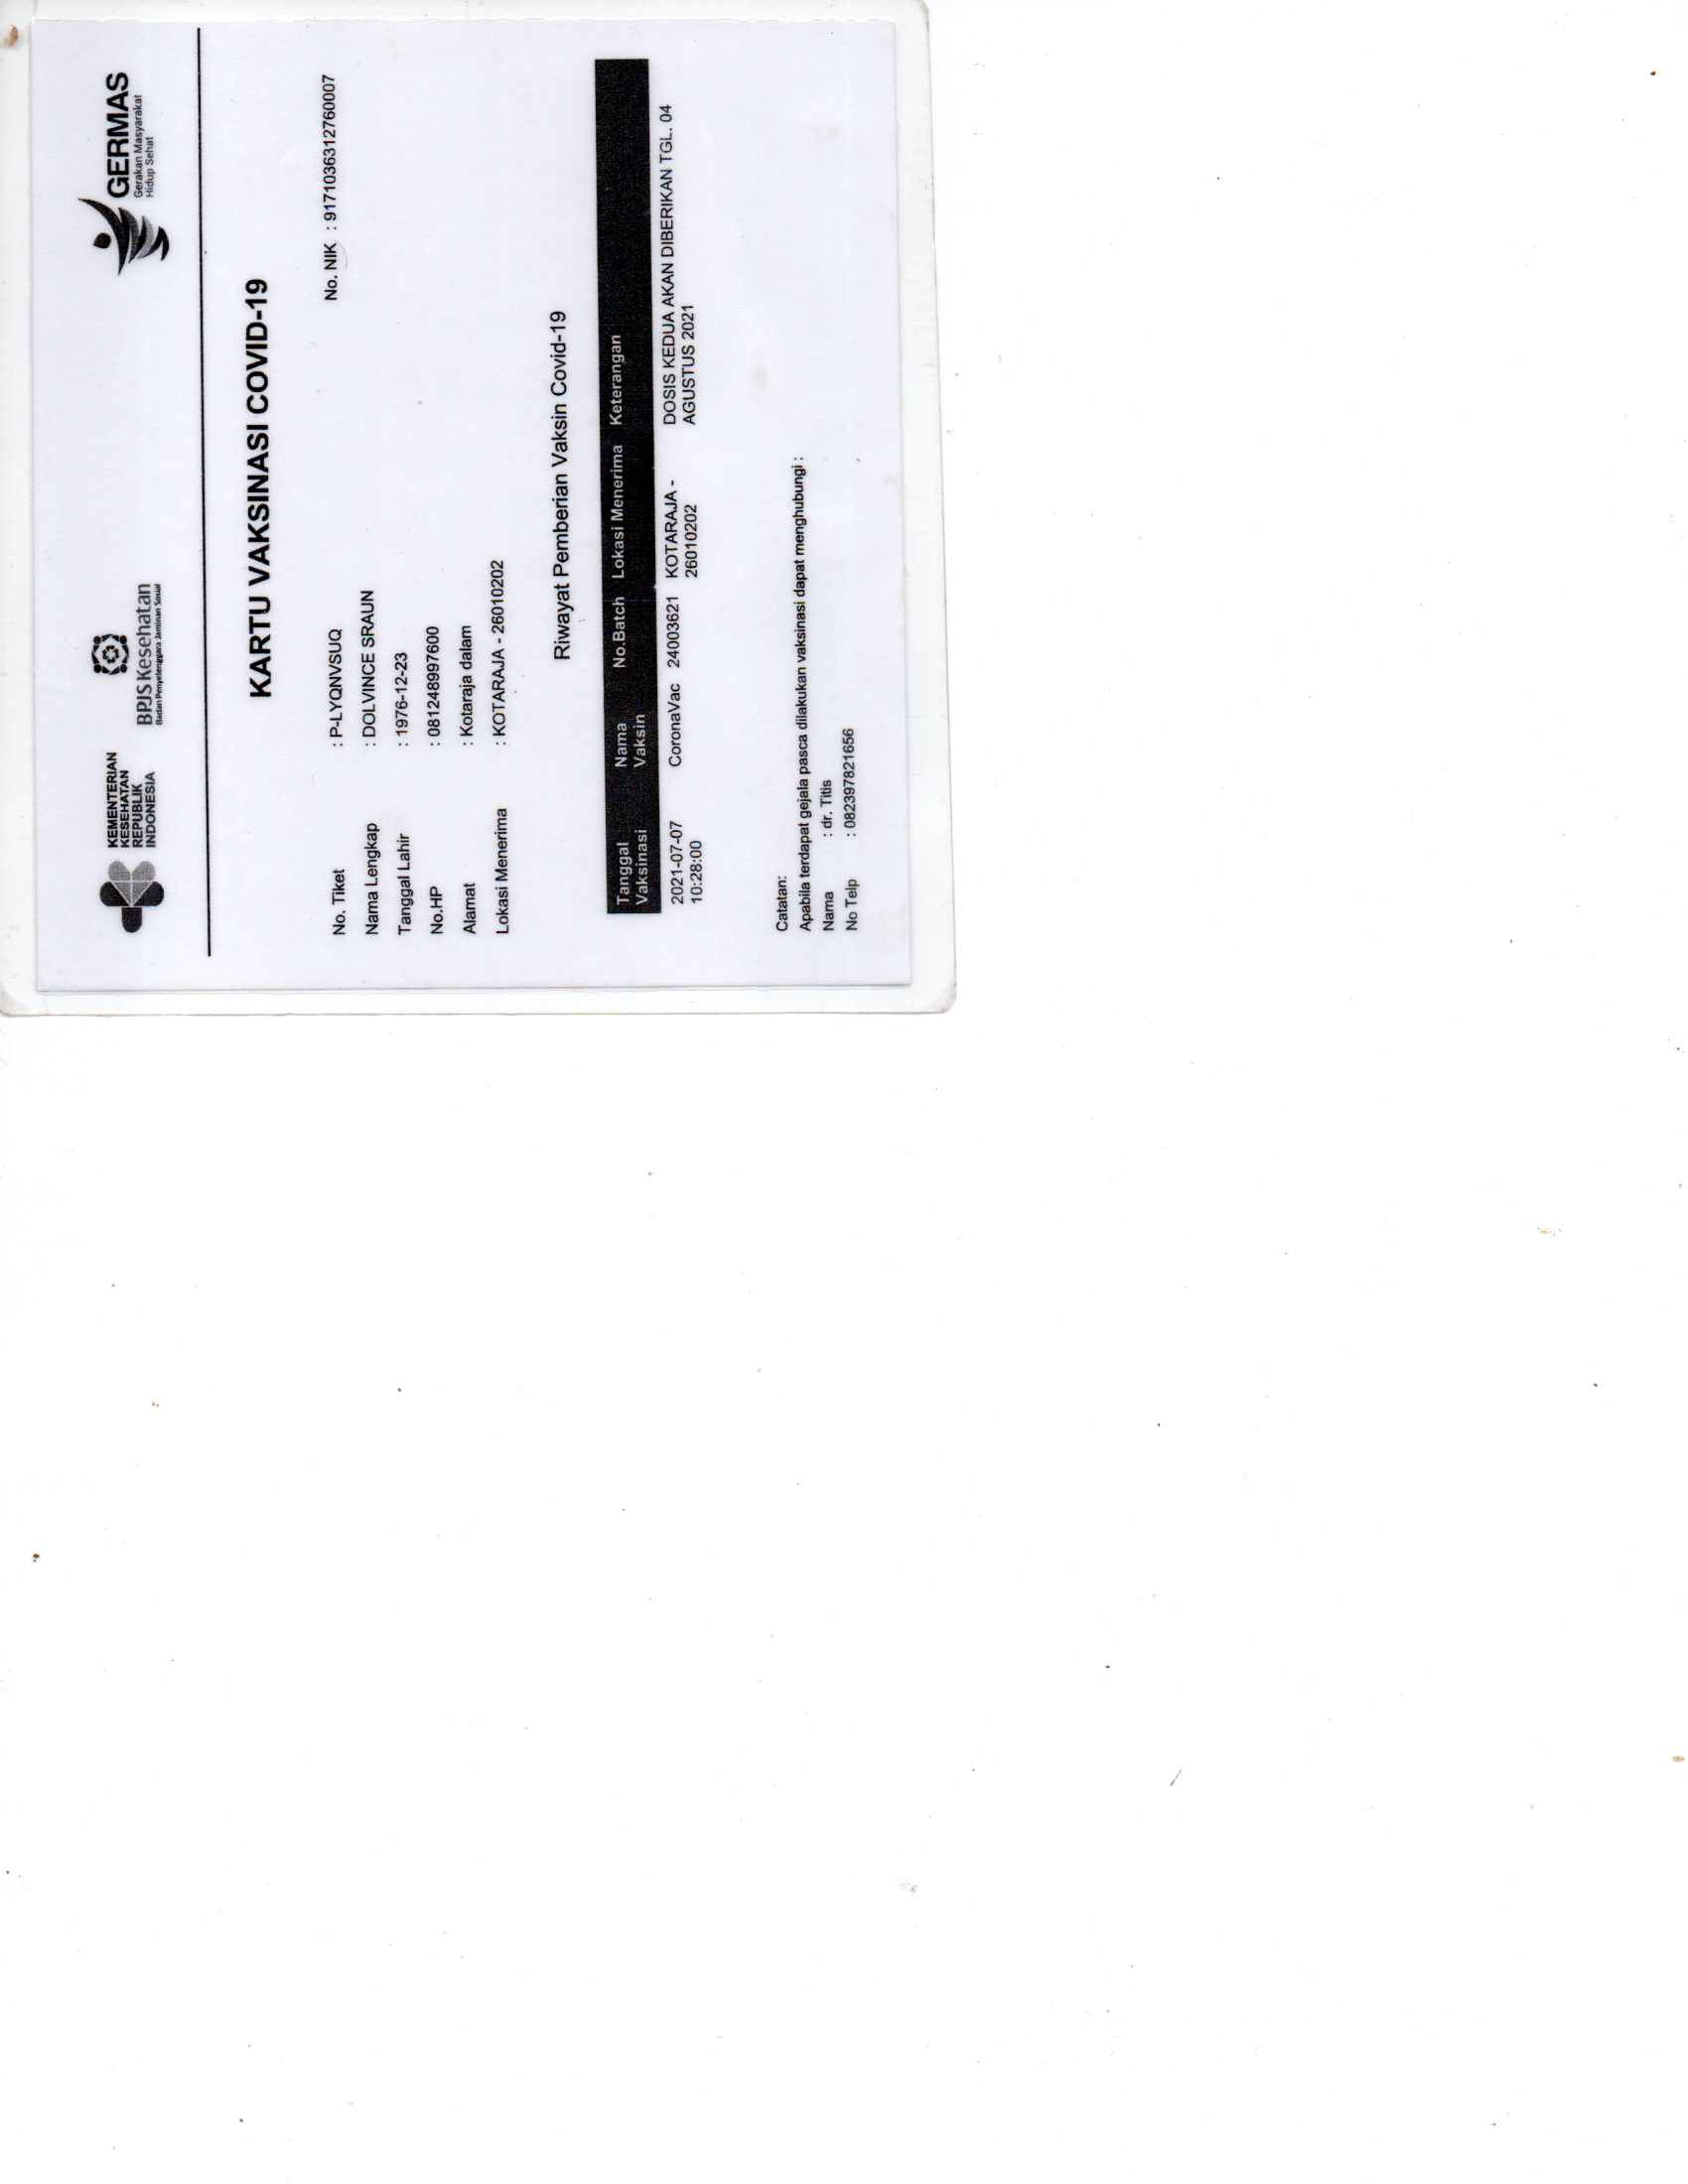 KEMENTERIAN
KESEHATAN
REPUBLIK
INDONESIA
BPJS Kesehatan
Badan Penyelenggara Jaminan Sosial
GERMAS
Gerakan Masyarakat
Hidup Sehat
KARTU VAKSINASI COVID-19
No. Tiket : P-LYQNVSUQ No. NIK : 9171036312760007
Nama Lengkap : DOLVINCE SRAUN
Tanggal Lahir : 1976-12-23
No.HP : 081248997600
Alamat : Kotaraja dalam
Lokasi Menerima : KOTARAJA - 26010202
Riwayat Pemberian Vaksin Covid-19
Tanggal Vaksinasi Nama Vaksin No.Batch Lokasi Menerima Keterangan
2021-07-07 CoronaVac 24003621 KOTARAJA - DOSIS KEDUA AKAN DIBERIKAN TGL. 04
10:28:00 26010202 AGUSTUS 2021
Catatan:
Apabila terdapat gejala pasca dilakukan vaksinasi dapat menghubungi :
Nama : dr. Titis
No Telp : 082397821656